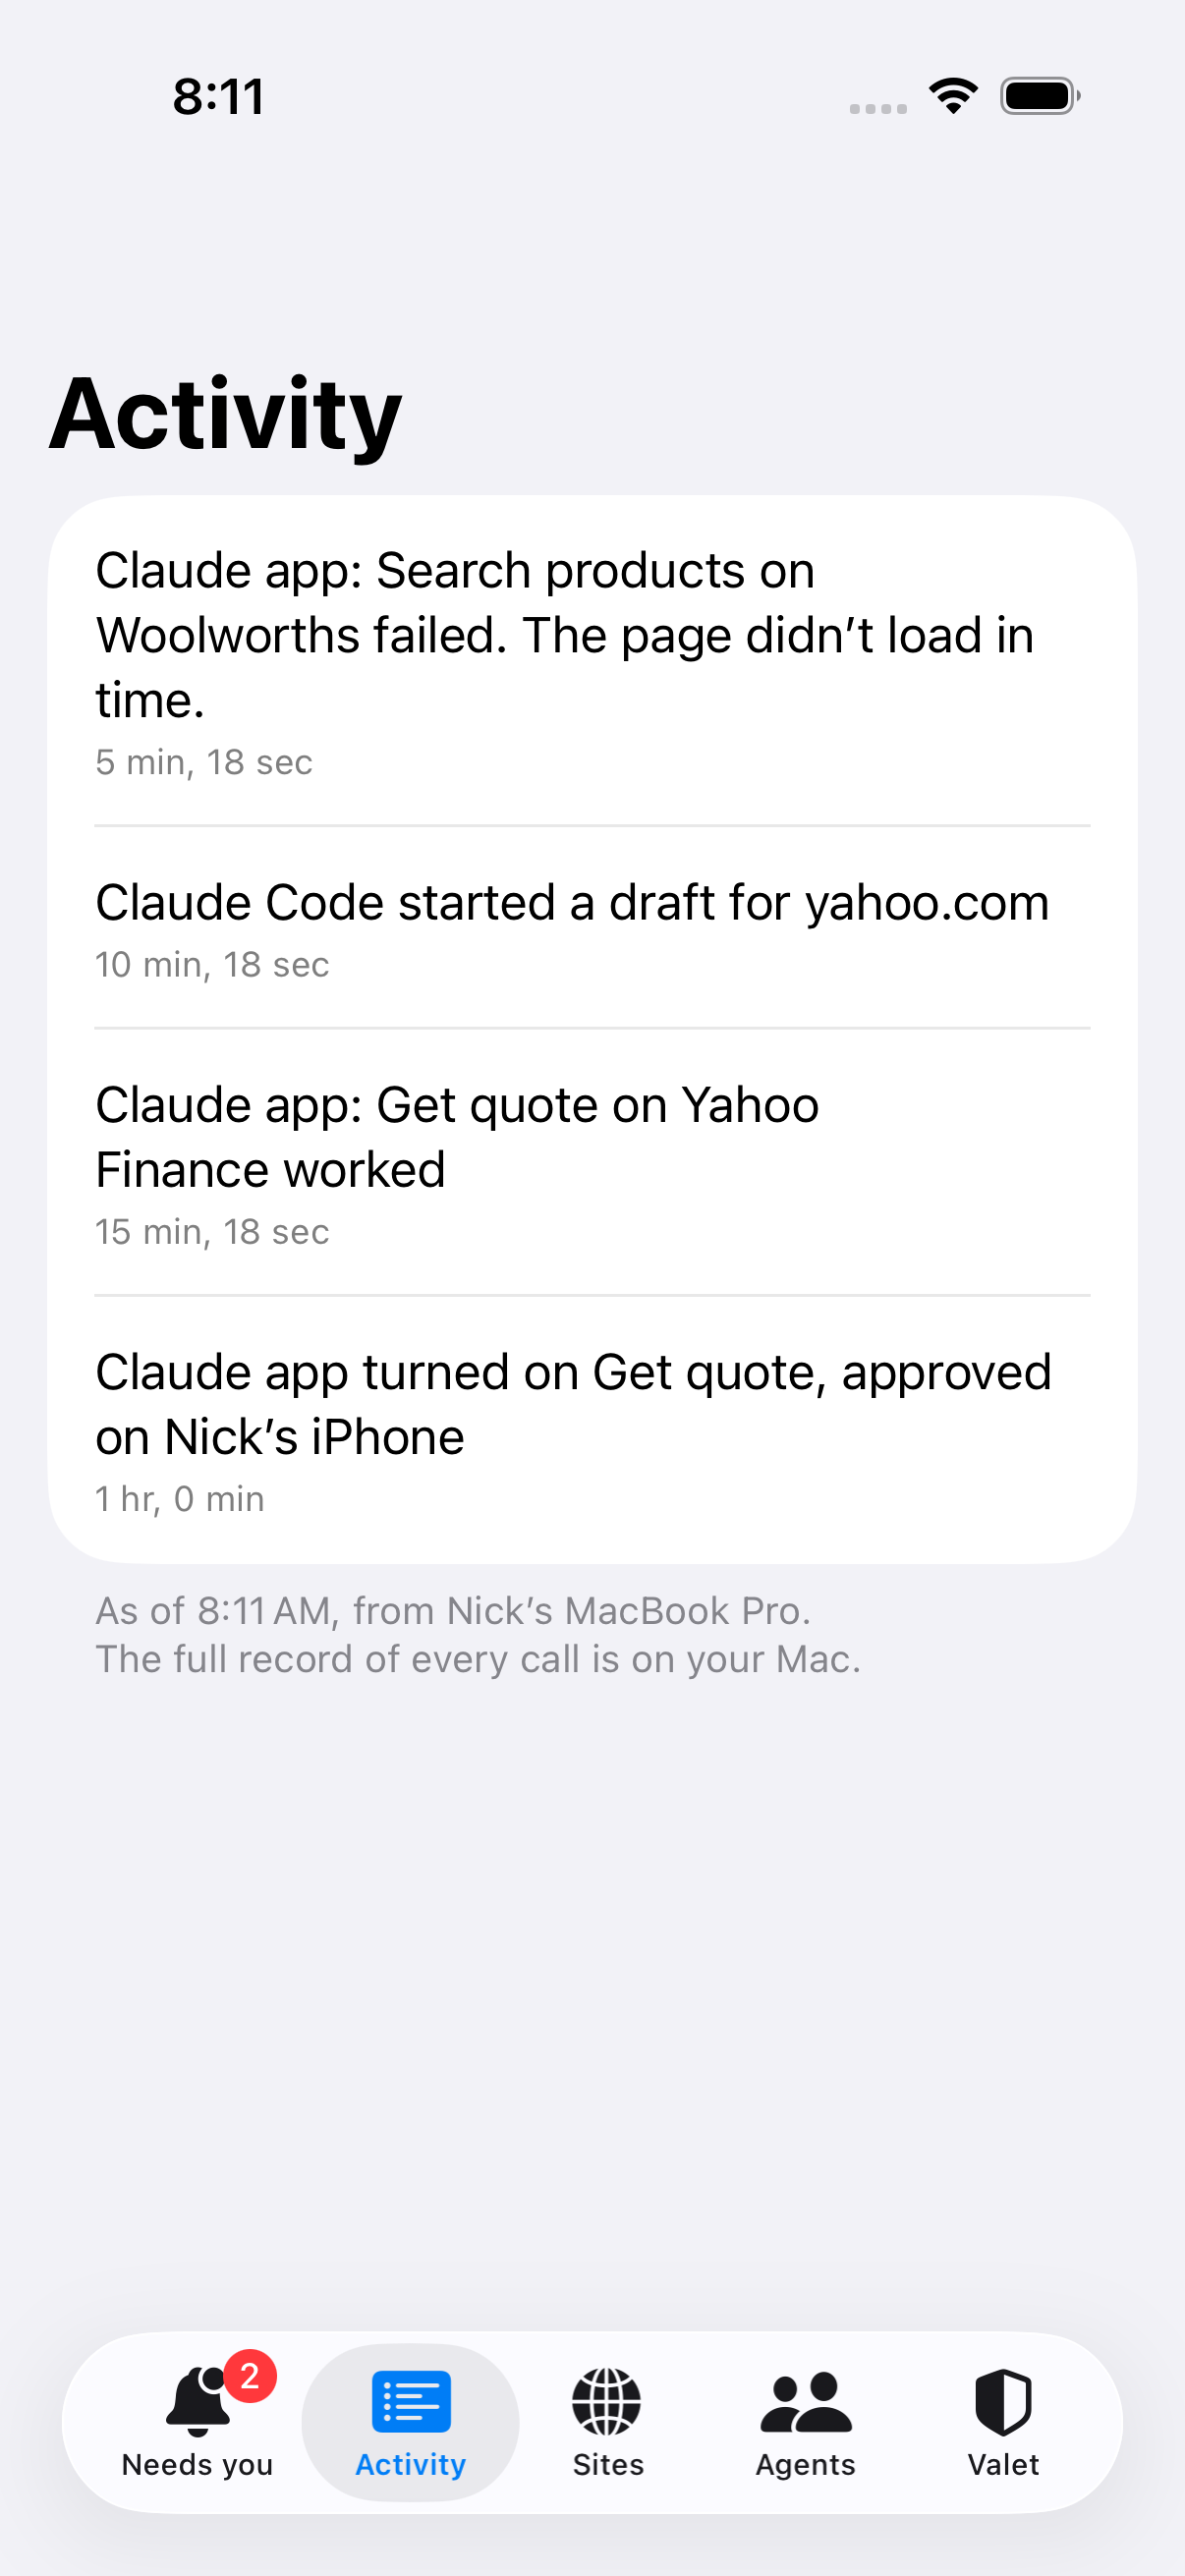 8:11
Activity
Claude app: Search products on
Woolworths failed. The page didn’t load in
time.
5 min, 18 sec
Claude Code started a draft for yahoo.com
10 min, 18 sec
Claude app: Get quote on Yahoo
Finance worked
15 min, 18 sec
Claude app turned on Get quote, approved
on Nick’s iPhone
1 hr, 0 min
As of 8:11 AM, from Nick’s MacBook Pro.
The full record of every call is on your Mac.
2
Needs you
Activity
Sites
Agents
Valet